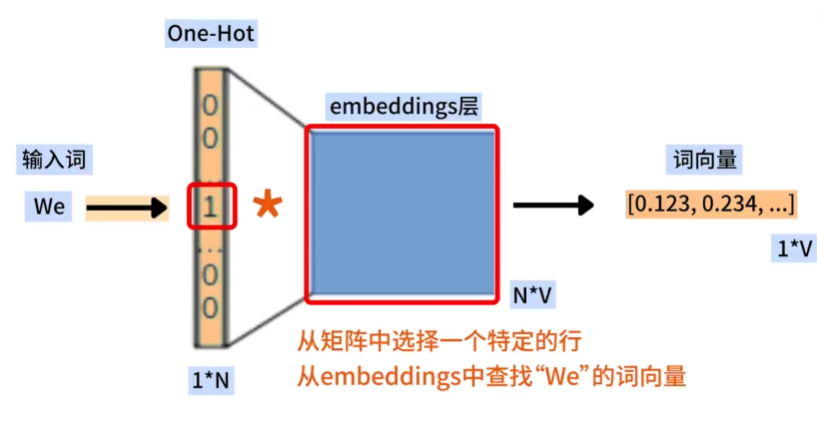 One-Hot
embeddings层
输入词
We
0
0
...
1
...
0
0
*
词向量
[0.123, 0.234, ...]
1*V
N*V
1*N
从矩阵中选择一个特定的行
从embeddings中查找“We”的词向量